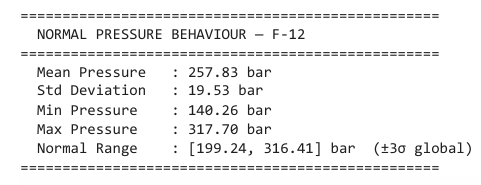 ==================================================
NORMAL PRESSURE BEHAVIOUR — F-12
==================================================
Mean Pressure   : 257.83 bar
Std Deviation   : 19.53 bar
Min Pressure    : 140.26 bar
Max Pressure    : 317.70 bar
Normal Range    : [199.24, 316.41] bar  (±3σ global)
==================================================